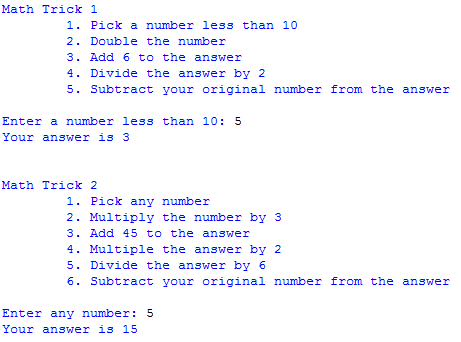 Math Trick 1
1. Pick a number less than 10
2. Double the number
3. Add 6 to the answer
4. Divide the answer by 2
5. Subtract your original number from the answer
Enter a number less than 10: 5
Your answer is 3
Math Trick 2
1. Pick any number
2. Multiply the number by 3
3. Add 45 to the answer
4. Multiple the answer by 2
5. Divide the answer by 6
6. Subtract your original number from the answer
Enter any number: 5
Your answer is 15